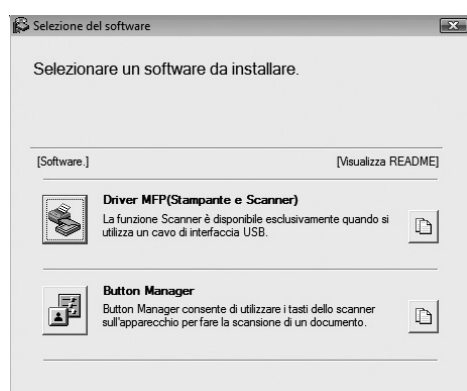 Selezione del software
Selezionare un software da installare.
[Software.] [Visualizza README]
Driver MFP(Stampante e Scanner)
La funzione Scanner è disponibile esclusivamente quando si
utilizza un cavo di interfaccia USB.
Button Manager
Button Manager consente di utilizzare i tasti dello scanner
sull'apparecchio per fare la scansione di un documento.